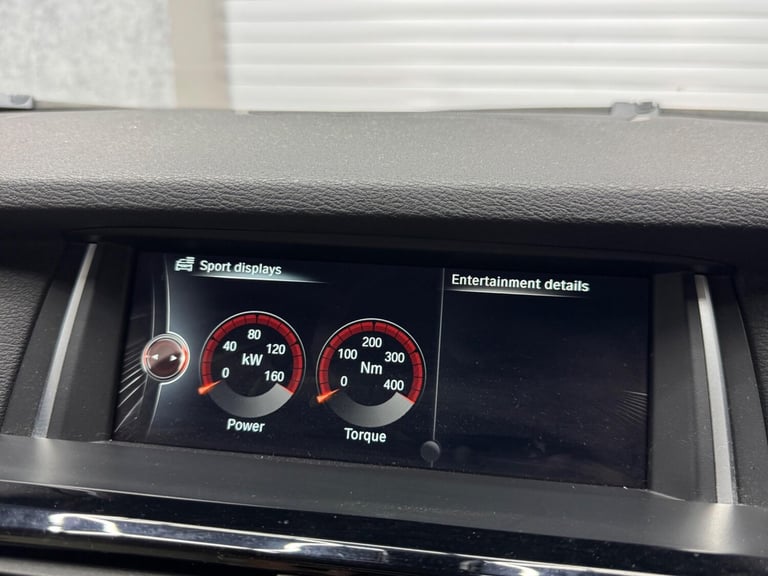 Sport displays
Entertainment details
80
40 120
kW
0 160
Power
200
100 300
Nm
0 400
Torque